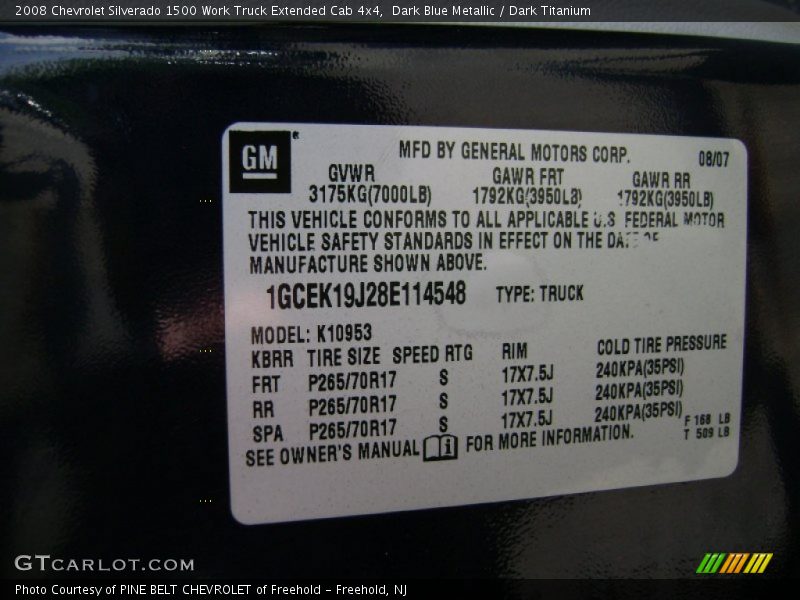 2008 Chevrolet Silverado 1500 Work Truck Extended Cab 4x4, Dark Blue Metallic / Dark Titanium
GM®
MFD BY GENERAL MOTORS CORP. 08/07
GVWR GAWR FRT GAWR RR
3175KG(7000LB) 1792KG(3950LB) 1792KG(3950LB)
THIS VEHICLE CONFORMS TO ALL APPLICABLE U.S. FEDERAL MOTOR
VEHICLE SAFETY STANDARDS IN EFFECT ON THE DATE OF
MANUFACTURE SHOWN ABOVE.
1GCEK19J28E114548 TYPE: TRUCK
MODEL: K10953
KBRR TIRE SIZE SPEED RTG RIM COLD TIRE PRESSURE
FRT P265/70R17 S 17X7.5J 240KPA(35PSI)
RR P265/70R17 S 17X7.5J 240KPA(35PSI)
SPA P265/70R17 S 17X7.5J 240KPA(35PSI)
SEE OWNER'S MANUAL i FOR MORE INFORMATION.
F 168 LB
T 509 LB
GTCARLOT.COM
Photo Courtesy of PINE BELT CHEVROLET of Freehold - Freehold, NJ